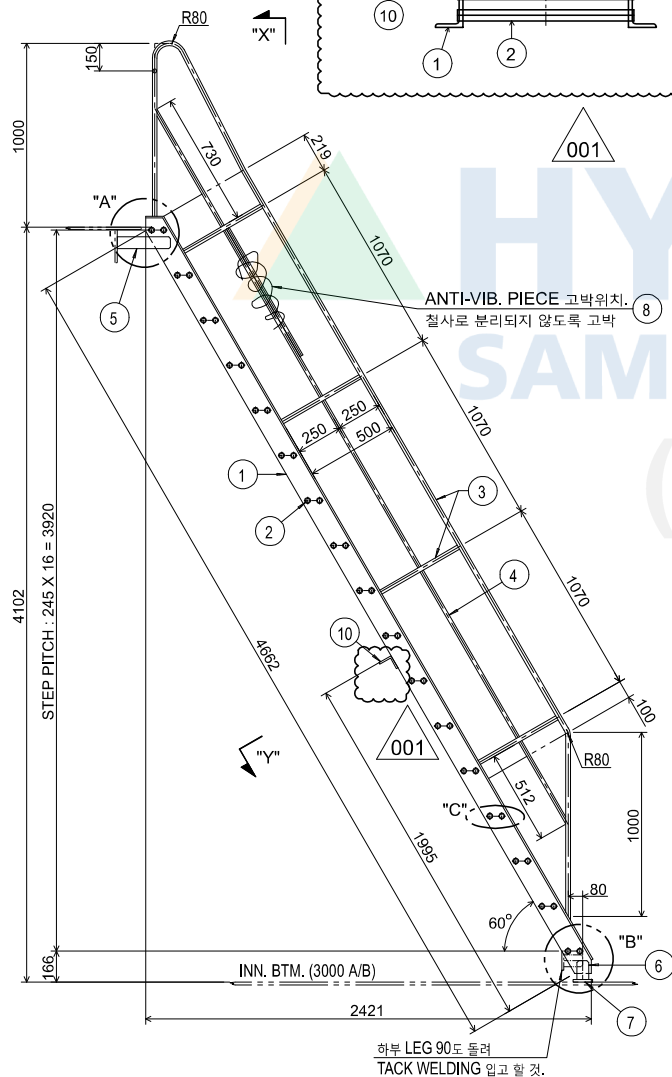 R80
"X"
10
1
2
150
1000
001
219
730
"A"
1070
ANTI-VIB. PIECE 고박위치.
철사로 분리되지 않도록 고박
8
5
HY
SAM
(
1070
250
250
500
1
3
2
4
STEP PITCH : 245 X 16 = 3920
4102
1070
4662
10
001
100
"Y"
R80
512
"C"
1000
1995
80
60°
"B"
166
INN. BTM. (3000 A/B)
6
2421
7
하부 LEG 90도 돌려
TACK WELDING 입고 할 것.